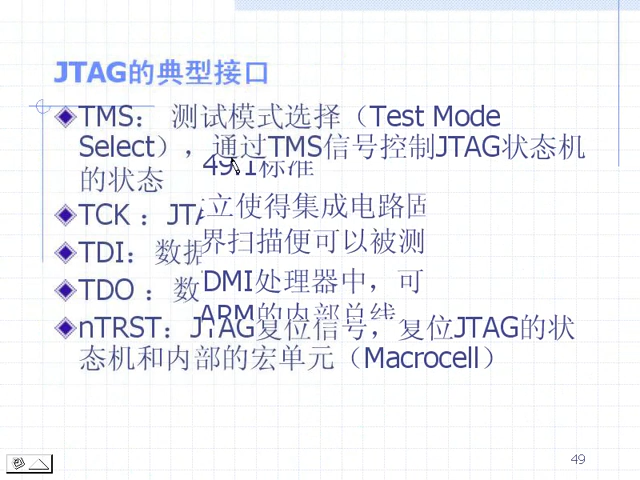 JTAG的典型接口
TMS： 测试模式选择（Test Mode
Select），通过TMS信号控制JTAG状态机
49.1标准
的状态
TCK ：JTA
立使得集成电路固
TDI：数据
界扫描便可以被测
TDO ：数
DMI处理器中，可
ARM的内部总线
nTRST：JTAG复位信号，复位JTAG的状
态机和内部的宏单元（Macrocell）
49